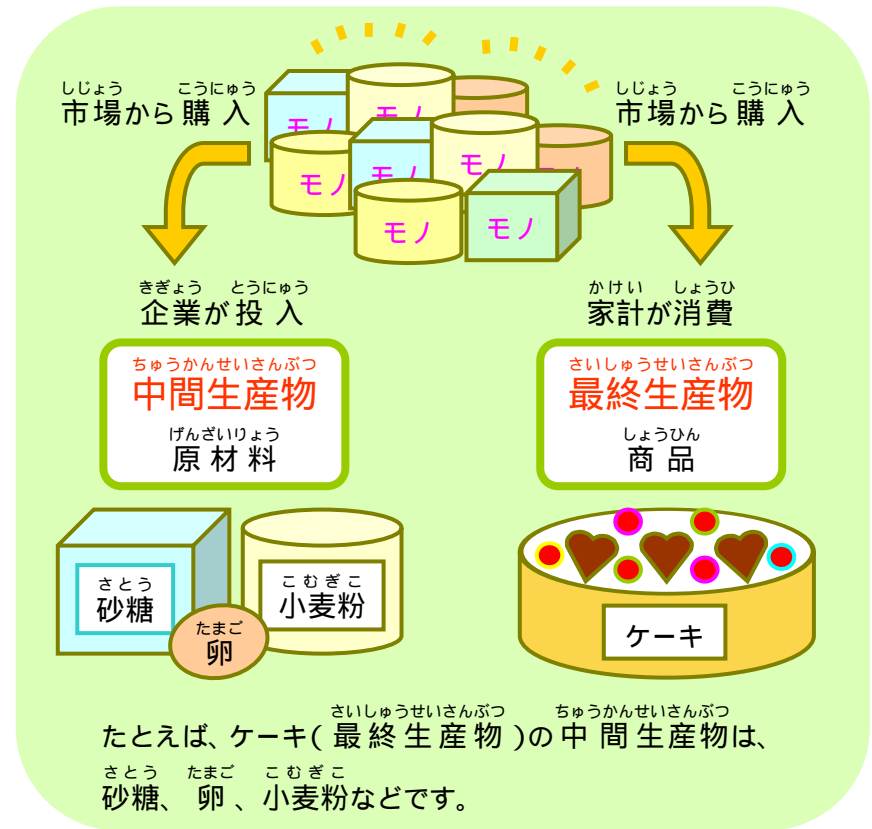 しじょう こうにゅう
市場から購入
しじょう こうにゅう
市場から購入
モノ
モノ
モノ
モノ
モノ
モノ
モノ
きぎょう とうにゅう
企業が投入
かけい しょうひ
家計が消費
ちゅうかんせいさんぶつ
中間生産物
げんざいりょう
原材料
さいしゅうせいさんぶつ
最終生産物
しょうひん
商品
さとう
砂糖
たまご
卵
こむぎこ
小麦粉
ケーキ
さいしゅうせいさんぶつ ちゅうかんせいさんぶつ
たとえば、ケーキ(最終生産物)の中間生産物は、
さとう たまご こむぎこ
砂糖、卵、小麦粉などです。